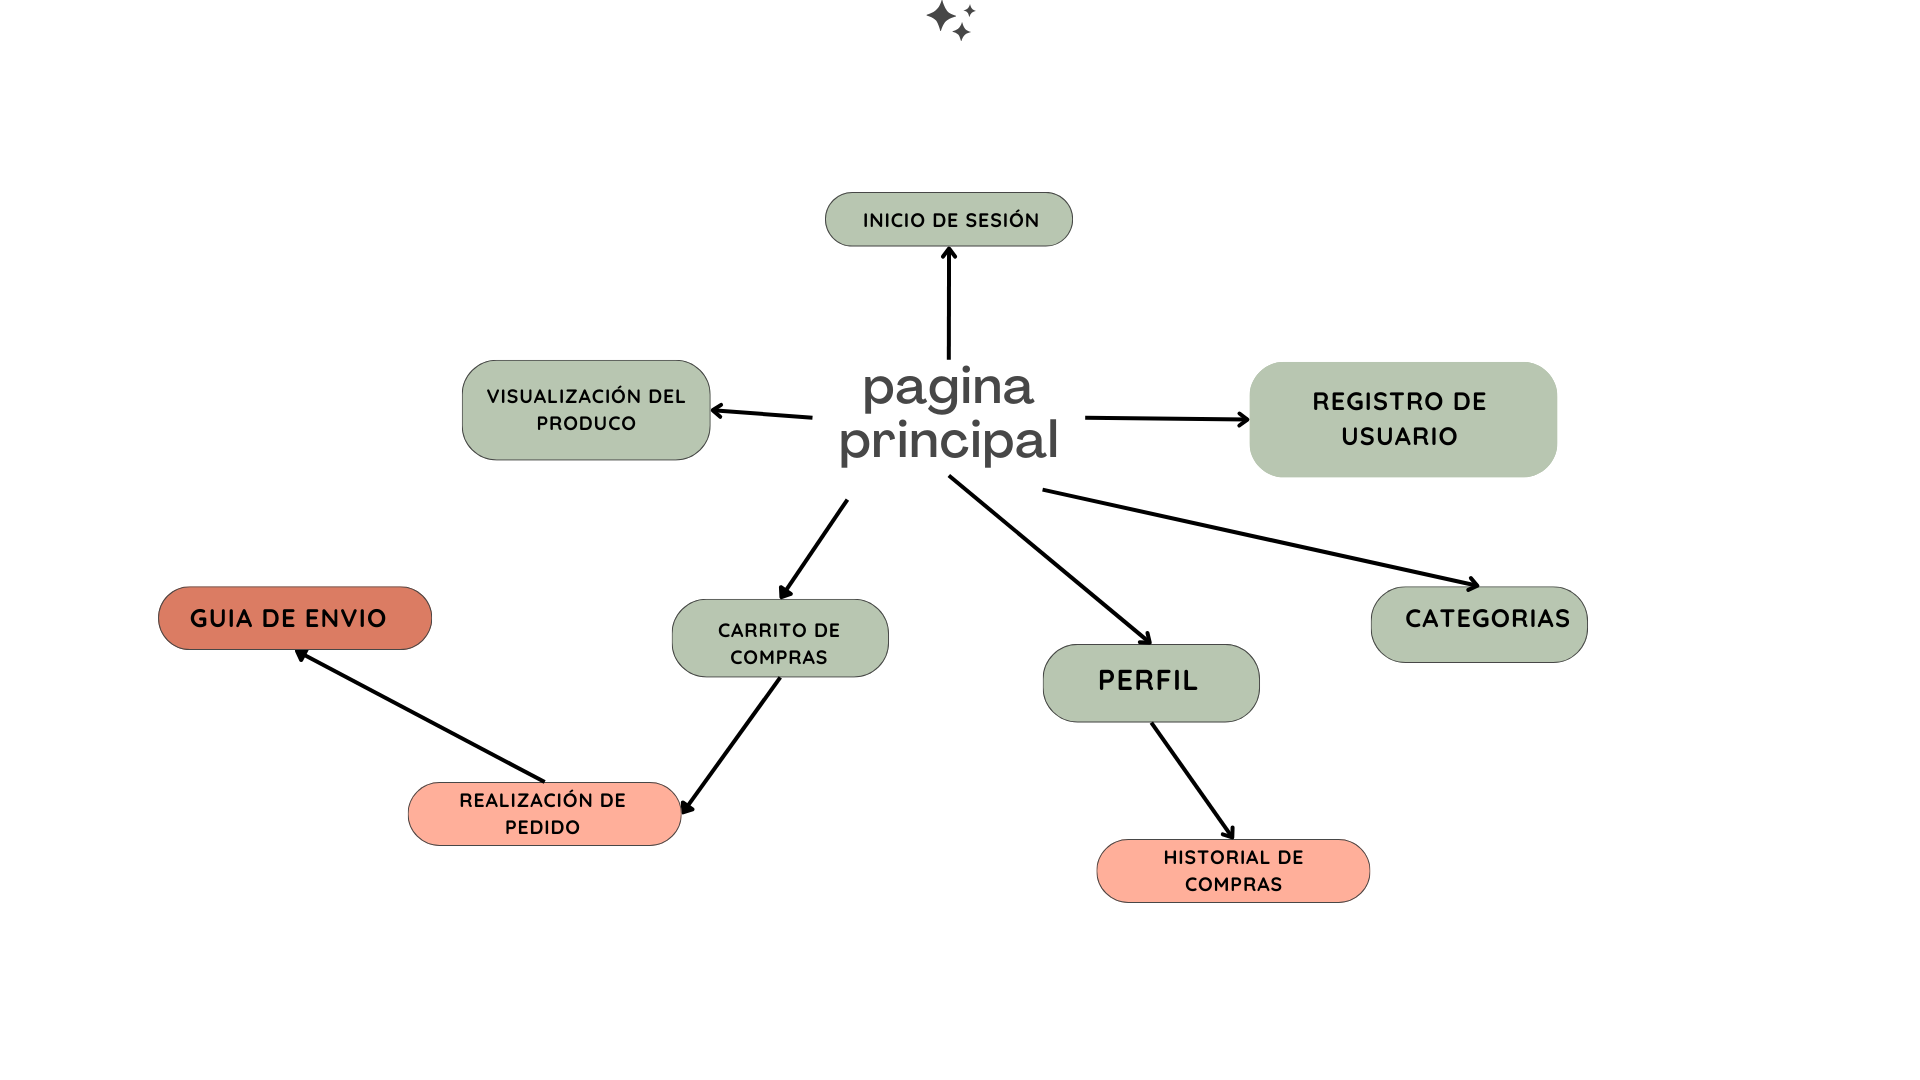 INICIO DE SESIÓN
pagina
principal
VISUALIZACIÓN DEL
PRODUCO
REGISTRO DE
USUARIO
GUIA DE ENVIO
CARRITO DE
COMPRAS
CATEGORIAS
PERFIL
REALIZACIÓN DE
PEDIDO
HISTORIAL DE
COMPRAS